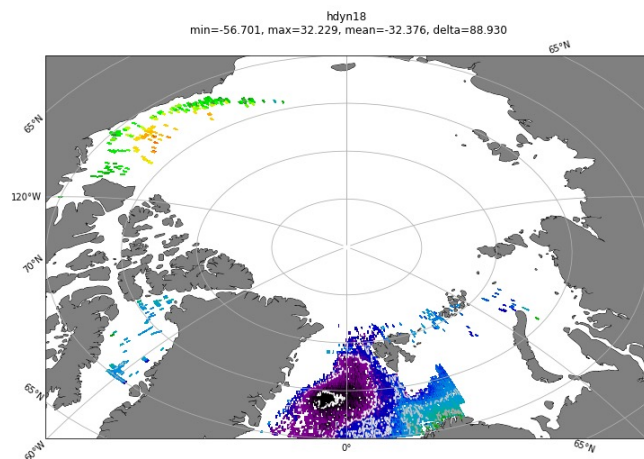 hdyn18
min=-56.701, max=32.229, mean=-32.376, delta=88.930
65°N
65°N
120°W
70°N
65°N
60°W
0°
65°N